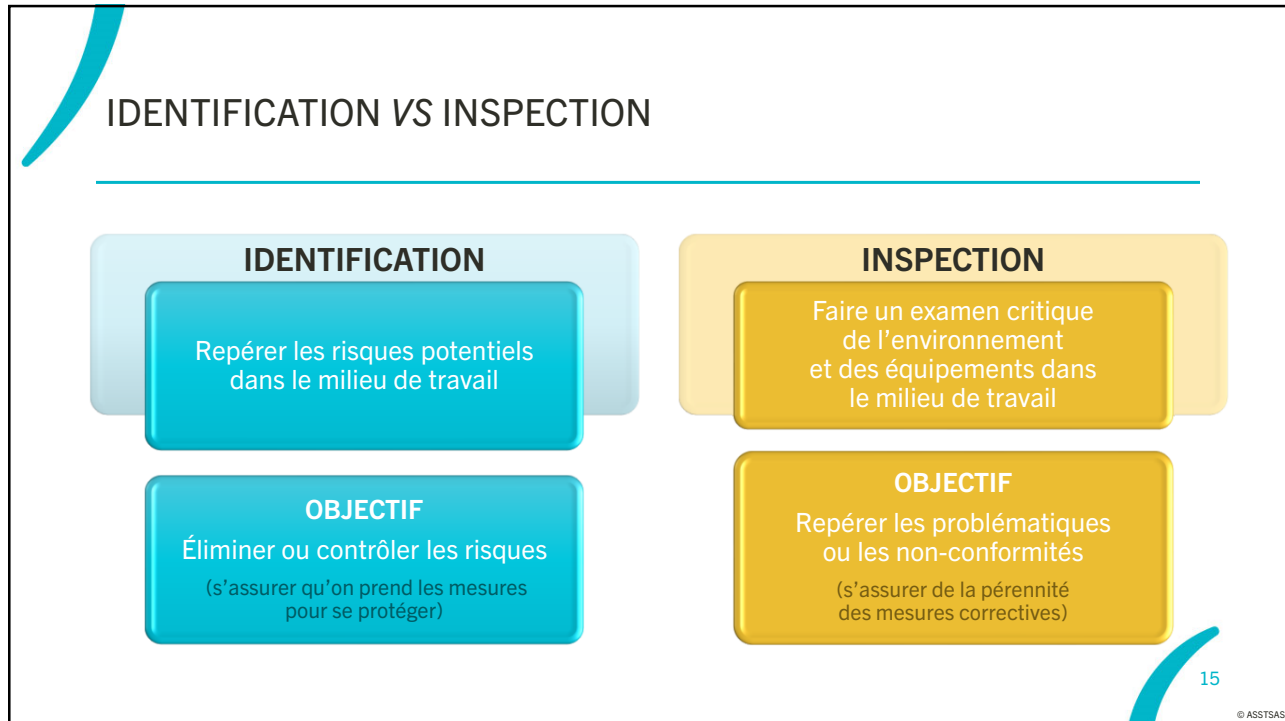 IDENTIFICATION VS INSPECTION
IDENTIFICATION
Repérer les risques potentiels
dans le milieu de travail
OBJECTIF
Éliminer ou contrôler les risques
(s’assurer qu’on prend les mesures
pour se protéger)
INSPECTION
Faire un examen critique
de l’environnement
et des équipements dans
le milieu de travail
OBJECTIF
Repérer les problématiques
ou les non-conformités
(s’assurer de la pérennité
des mesures correctives)
15
© ASSTSAS